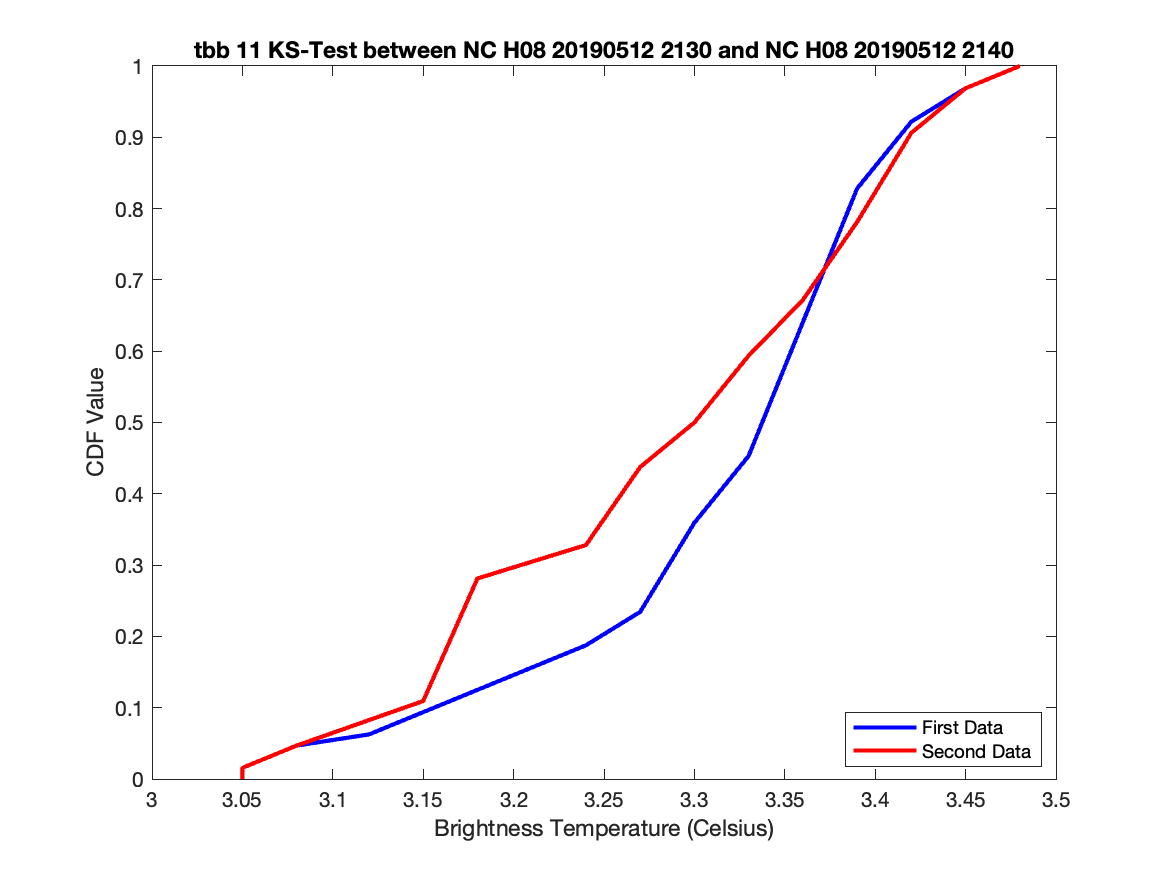 tbb 11 KS-Test between NC H08 20190512 2130 and NC H08 20190512 2140
1
0.9
0.8
0.7
0.6
0.5
0.4
0.3
0.2
0.1
0
CDF Value
First Data
Second Data
3 3.05 3.1 3.15 3.2 3.25 3.3 3.35 3.4 3.45 3.5
Brightness Temperature (Celsius)